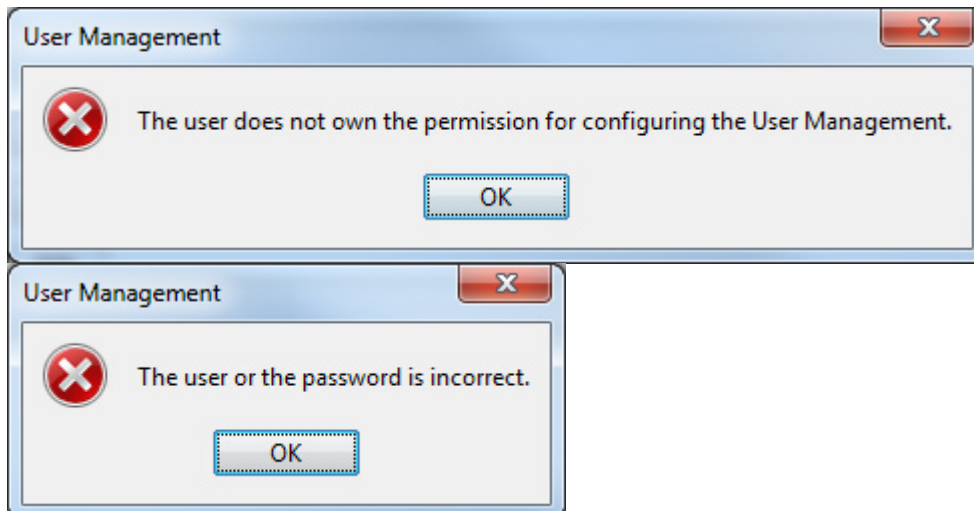 User Management
The user does not own the permission for configuring the User Management.
OK
User Management
The user or the password is incorrect.
OK